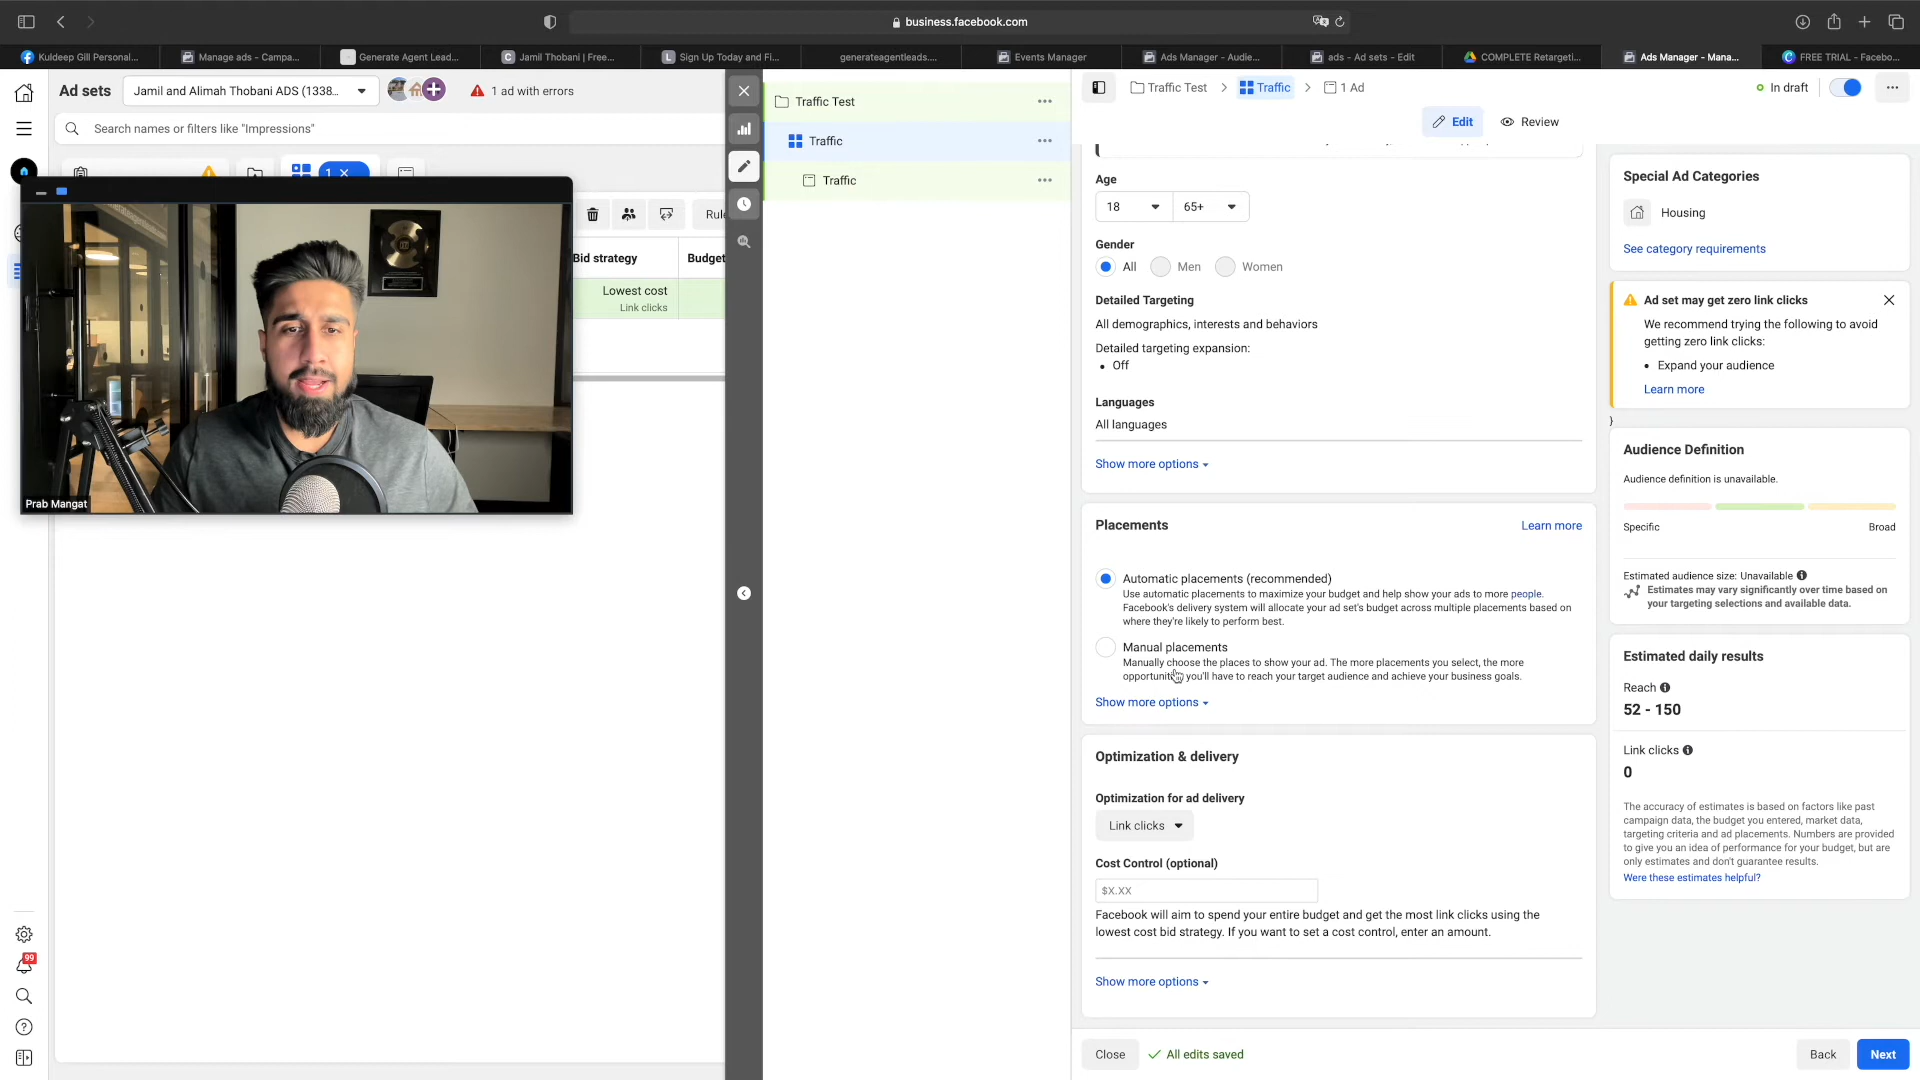 business.facebook.com
Kuldeep Gill Personal...
Manage ads - Campa...
Generate Agent Lead...
Jamil Thobani | Free...
Sign Up Today and Fi...
generateagentleads....
Events Manager
Ads Manager - Audie...
ads - Ad sets - Edit
COMPLETE Retargeti...
Ads Manager - Mana...
FREE TRIAL - Facebo...
Ad sets
Jamil and Alimah Thobani ADS (1338...
1 ad with errors
Search names or filters like "Impressions"
1
Rule
Bid strategy
Budget
Lowest cost
Link clicks
Prab Mangat
99
Traffic Test
Traffic
Traffic
Traffic Test
Traffic
1 Ad
In draft
Edit
Review
Age
18
65+
Gender
All
Men
Women
Detailed Targeting
All demographics, interests and behaviors
Detailed targeting expansion:
• Off
Languages
All languages
Show more options
Placements
Learn more
Automatic placements (recommended)
Use automatic placements to maximize your budget and help show your ads to more people.
Facebook's delivery system will allocate your ad set's budget across multiple placements based on
where they're likely to perform best.
Manual placements
Manually choose the places to show your ad. The more placements you select, the more
you'll have to reach your target audience and achieve your business goals.
Show more options
Optimization & delivery
Optimization for ad delivery
Link clicks
Cost Control (optional)
$X.XX
Facebook will aim to spend your entire budget and get the most link clicks using the
lowest cost bid strategy. If you want to set a cost control, enter an amount.
Show more options
Close
All edits saved
Back
Next
Special Ad Categories
Housing
See category requirements
Ad set may get zero link clicks
We recommend trying the following to avoid
getting zero link clicks:
• Expand your audience
Learn more
}
Audience Definition
Audience definition is unavailable.
Specific
Broad
Estimated audience size: Unavailable
Estimates may vary significantly over time based on
your targeting selections and available data.
Estimated daily results
Reach
52 - 150
Link clicks
0
The accuracy of estimates is based on factors like past
campaign data, the budget you entered, market data,
targeting criteria and ad placements. Numbers are provided
to give you an idea of performance for your budget, but are
only estimates and don't guarantee results.
Were these estimates helpful?